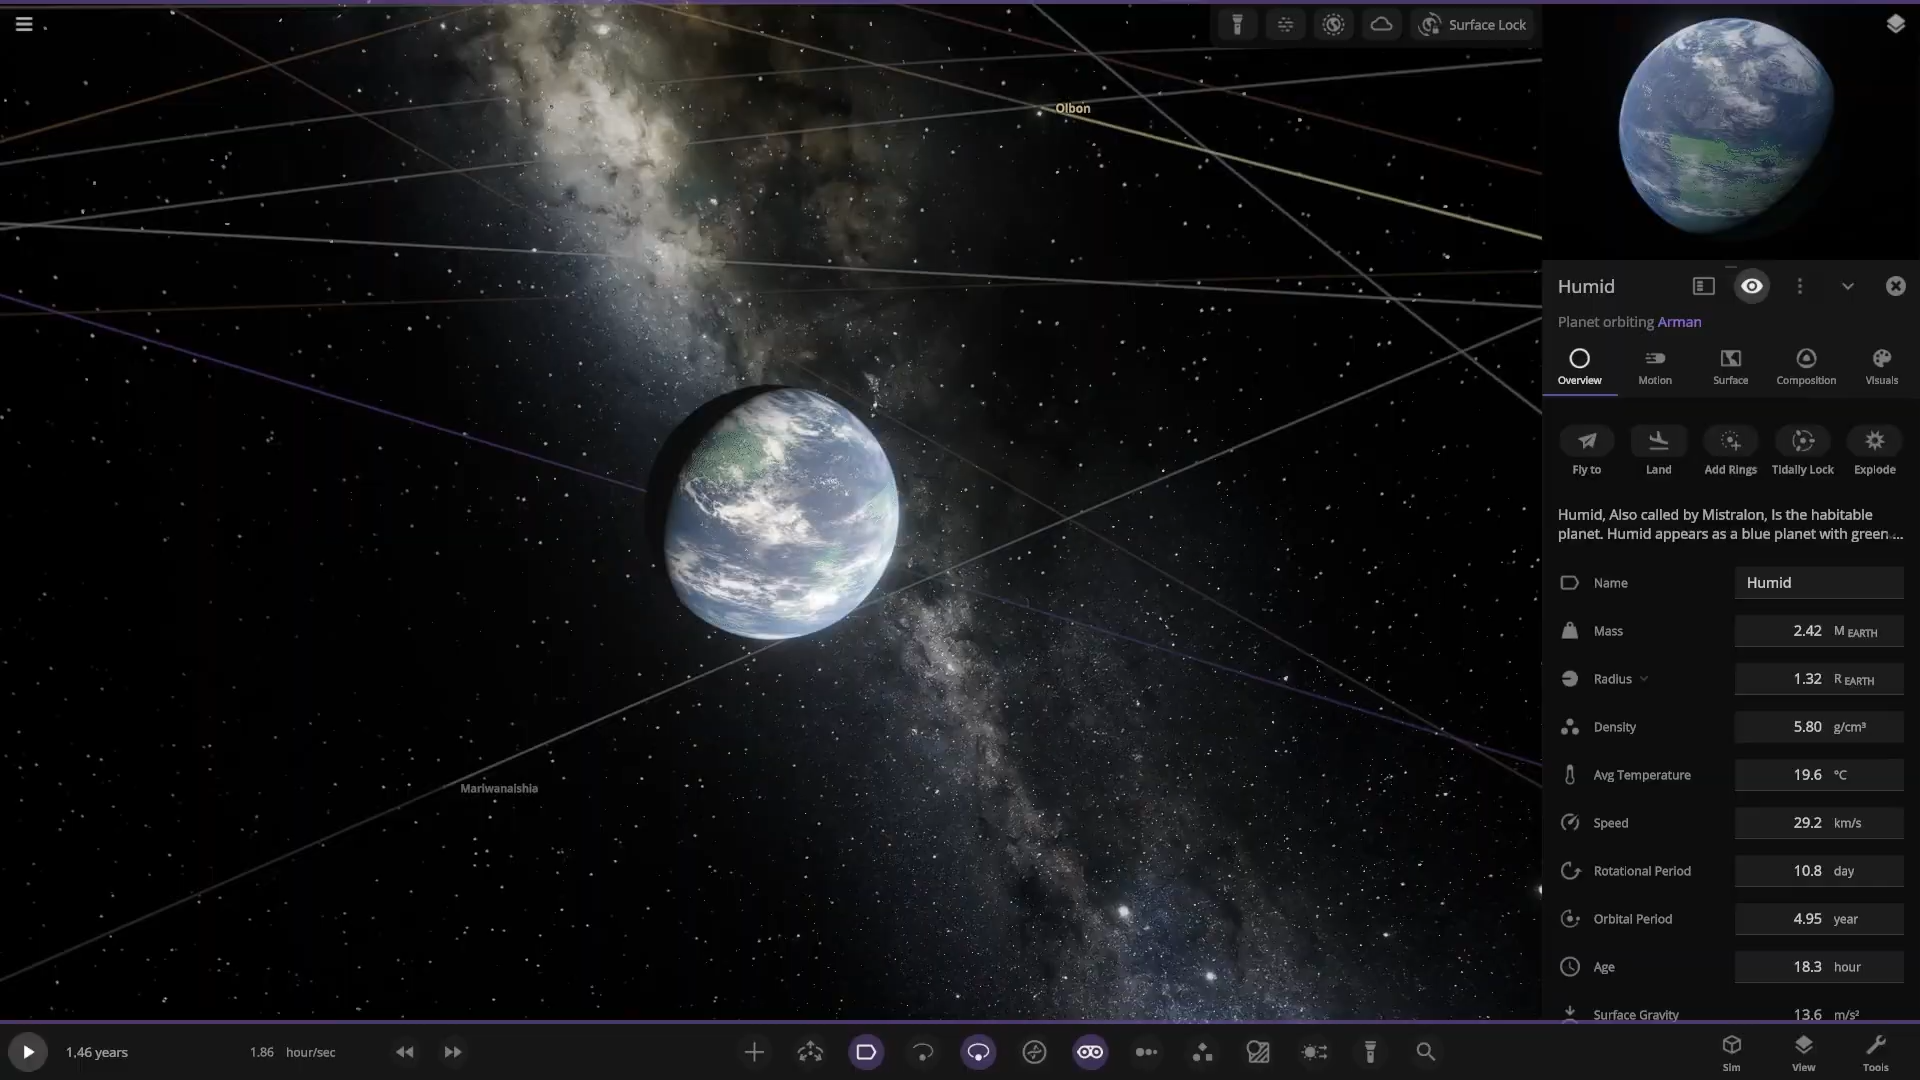 Surface Lock
Olbon
Mariwanaishia
Humid
Planet orbiting Arman
Overview
Motion
Surface
Composition
Visuals
Fly to
Land
Add Rings
Tidally Lock
Explode
Humid, Also called by Mistralon, Is the habitable
planet. Humid appears as a blue planet with green ...
Name Humid
Mass 2.42 M EARTH
Radius 1.32 R EARTH
Density 5.80 g/cm³
Avg Temperature 19.6 °C
Speed 29.2 km/s
Rotational Period 10.8 day
Orbital Period 4.95 year
Age 18.3 hour
Surface Gravity 13.6 m/s²
1,46 years
1.86 hour/sec
Sim
View
Tools